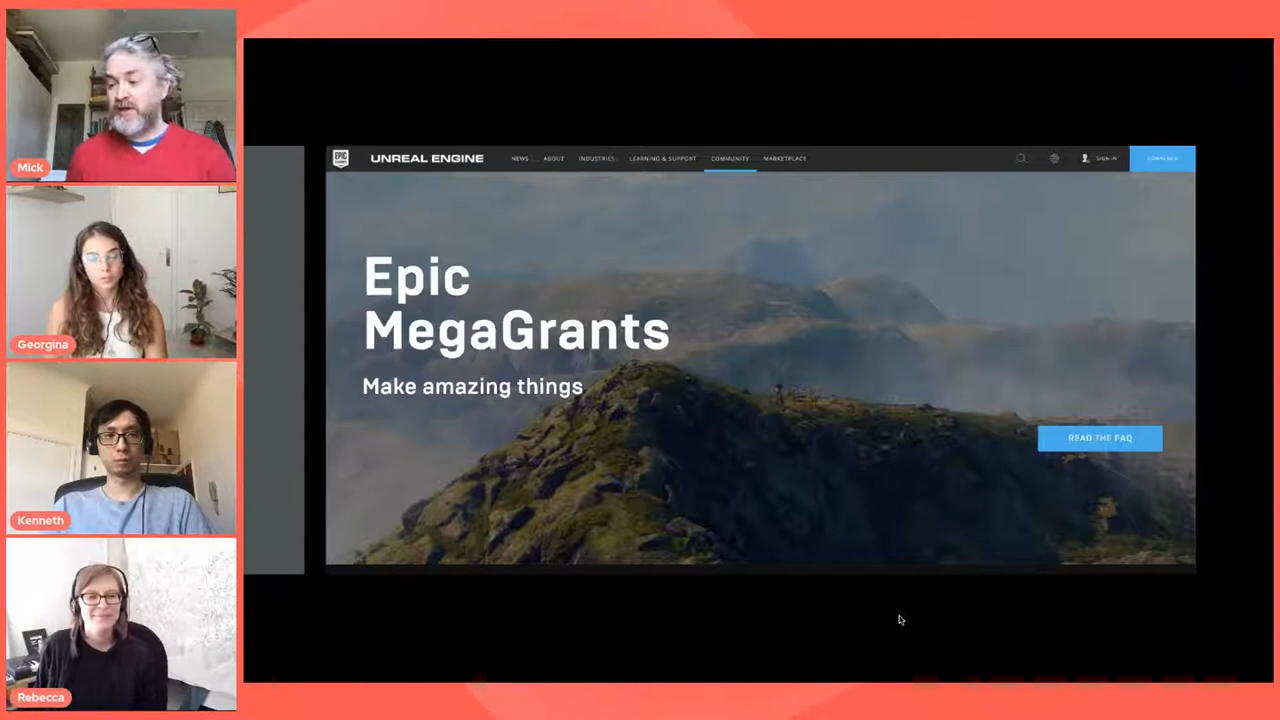 Mick
Georgina
Kenneth
Rebecca
EPIC GAMES
UNREAL ENGINE
NEWS ABOUT INDUSTRIES LEARNING & SUPPORT COMMUNITY MARKETPLACE
SIGN IN
DOWNLOAD
Epic
MegaGrants
Make amazing things
READ THE FAQ